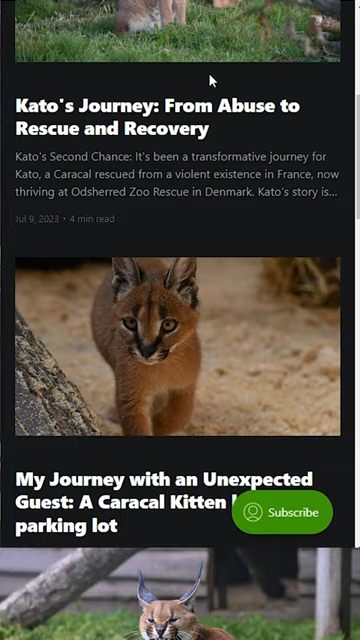 Kato's Journey: From Abuse to
Rescue and Recovery
Kato's Second Chance: It's been a transformative journey for
Kato, a Caracal rescued from a violent existence in France, now
thriving at Odsherred Zoo Rescue in Denmark. Kato's story is...
Jul 9, 2023 • 4 min read
My Journey with an Unexpected
Guest: A Caracal Kitten
parking lot
Subscribe